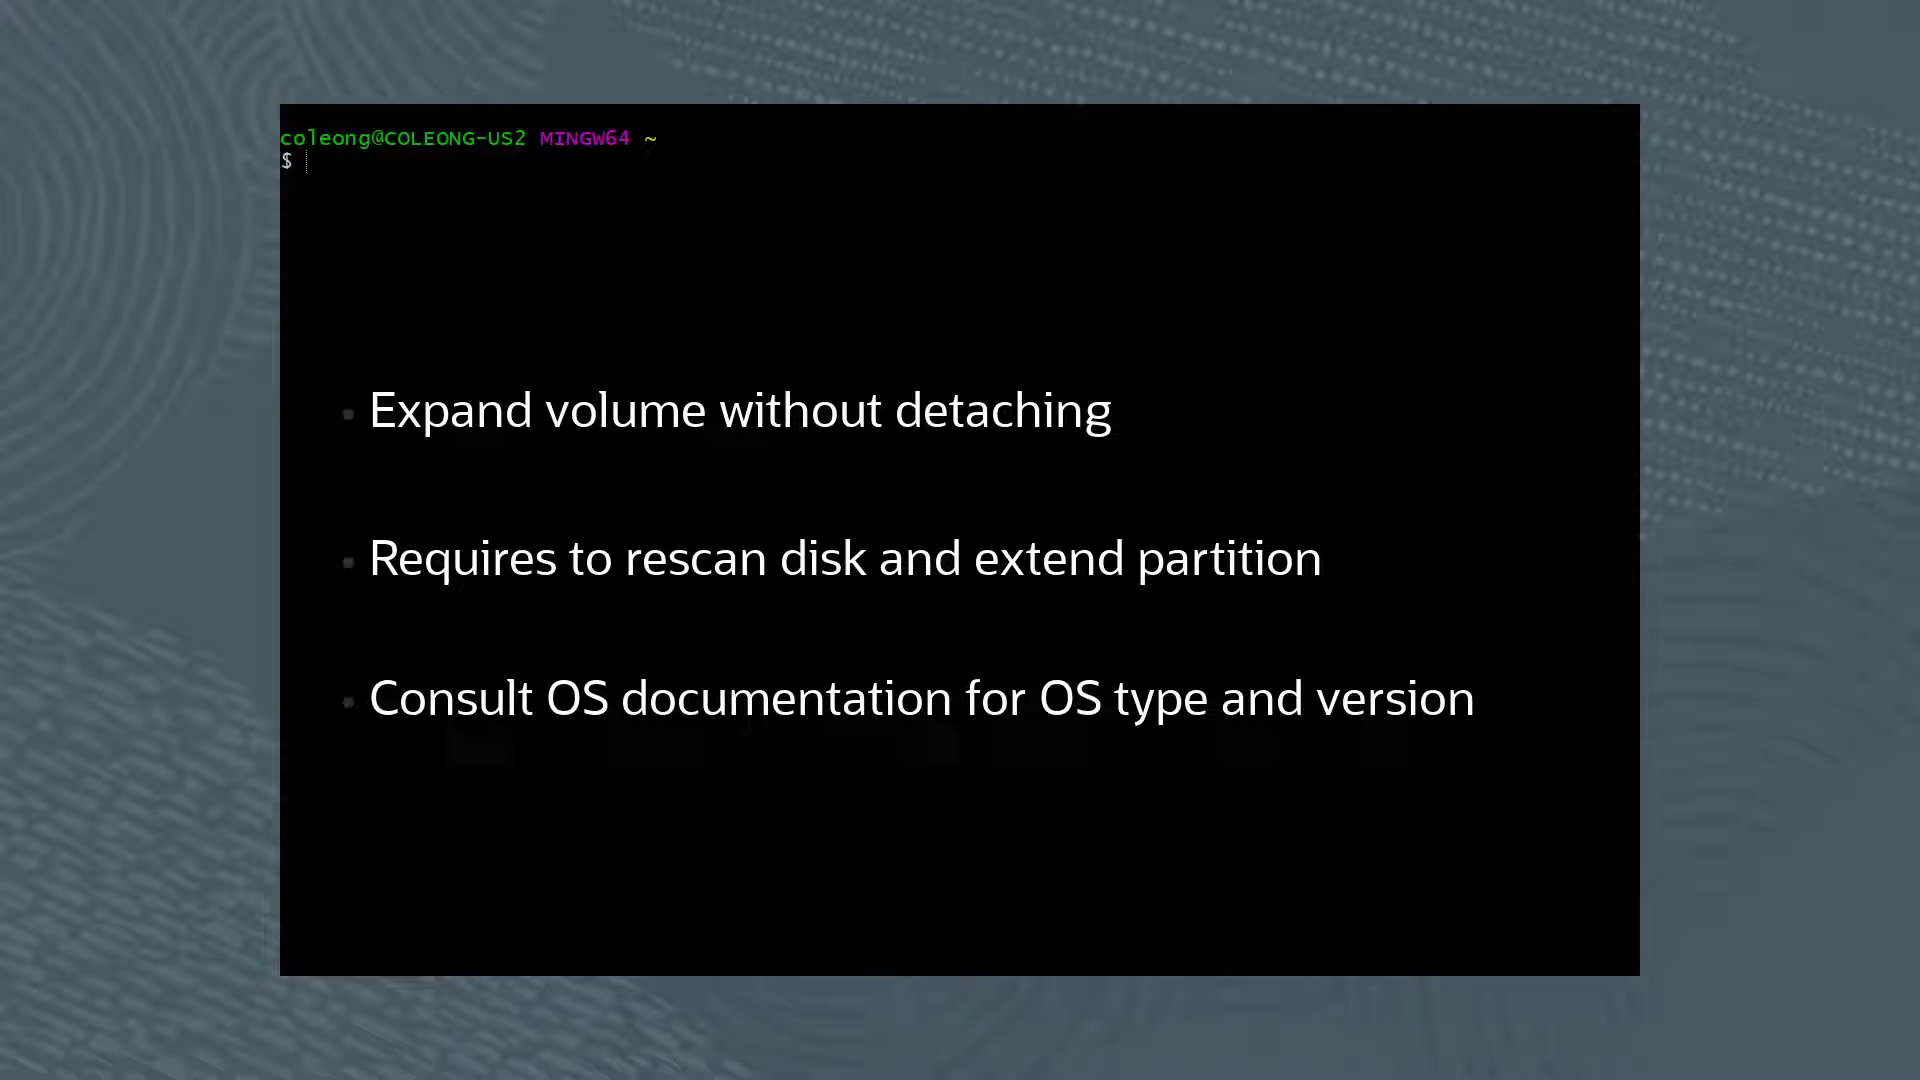 coleong@COLEONG-US2 MINGW64 ~
$
▪ Expand volume without detaching
▪ Requires to rescan disk and extend partition
▪ Consult OS documentation for OS type and version